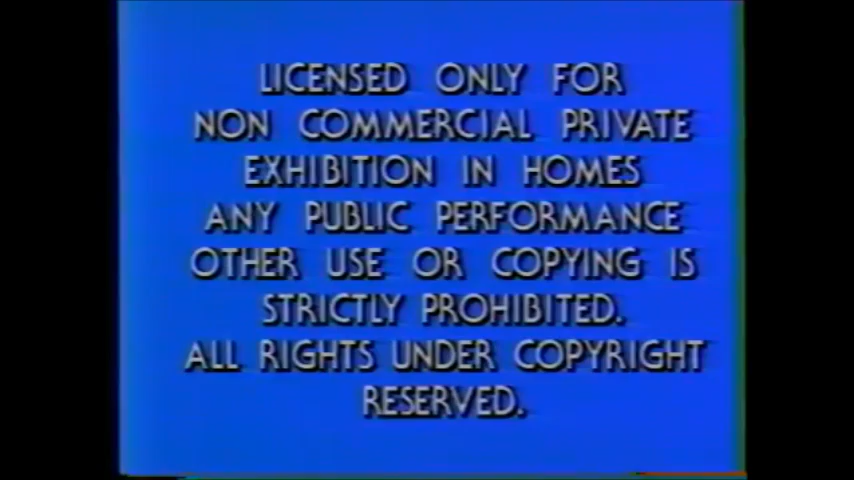 LICENSED ONLY FOR
NON COMMERCIAL PRIVATE
EXHIBITION IN HOMES
ANY PUBLIC PERFORMANCE
OTHER USE OR COPYING IS
STRICTLY PROHIBITED.
ALL RIGHTS UNDER COPYRIGHT
RESERVED.